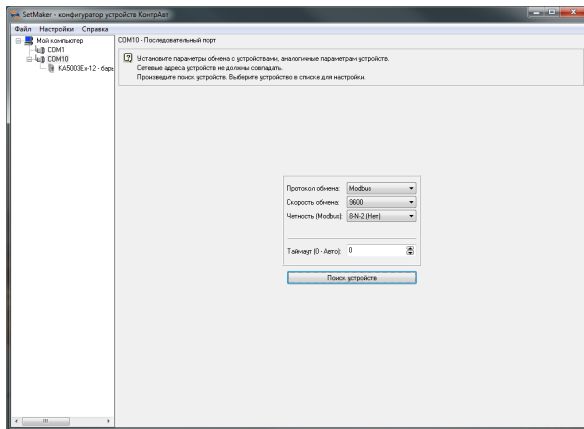 SetMaker - конфигуратор устройств КонтрАвт
Файл Настройки Справка
Мой компьютер
COM1
COM10
KA5003Ex-12 - барь
COM10 - Последовательный порт
Установите параметры обмена с устройствами, аналогичные параметрам устройств.
Сетевые адреса устройств не должны совпадать.
Произведите поиск устройств. Выберите устройство в списке для настройки.
Протокол обмена: Modbus
Скорость обмена: 9600
Четность (Modbus): 8-N-2 (Нет)
Таймаут (0 - Авто): 0
Поиск устройств